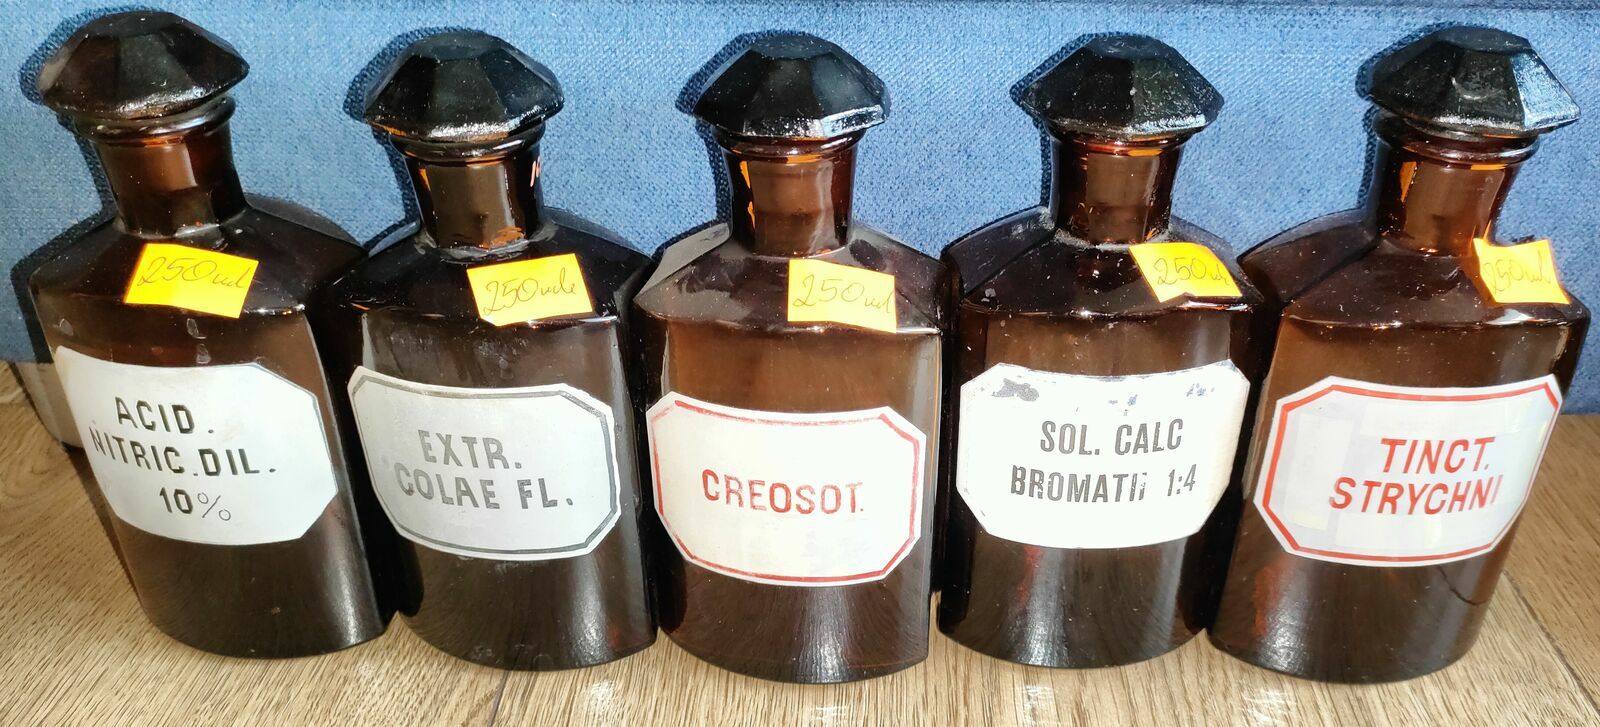 250ml
250ml
250ml
250ml
250ml
ACID.
NITRIC.DIL.
10%
EXTR.
COLAE FL.
CREOSOT.
SOL. CALC
BROMATII 1:4
TINCT.
STRYCHNI